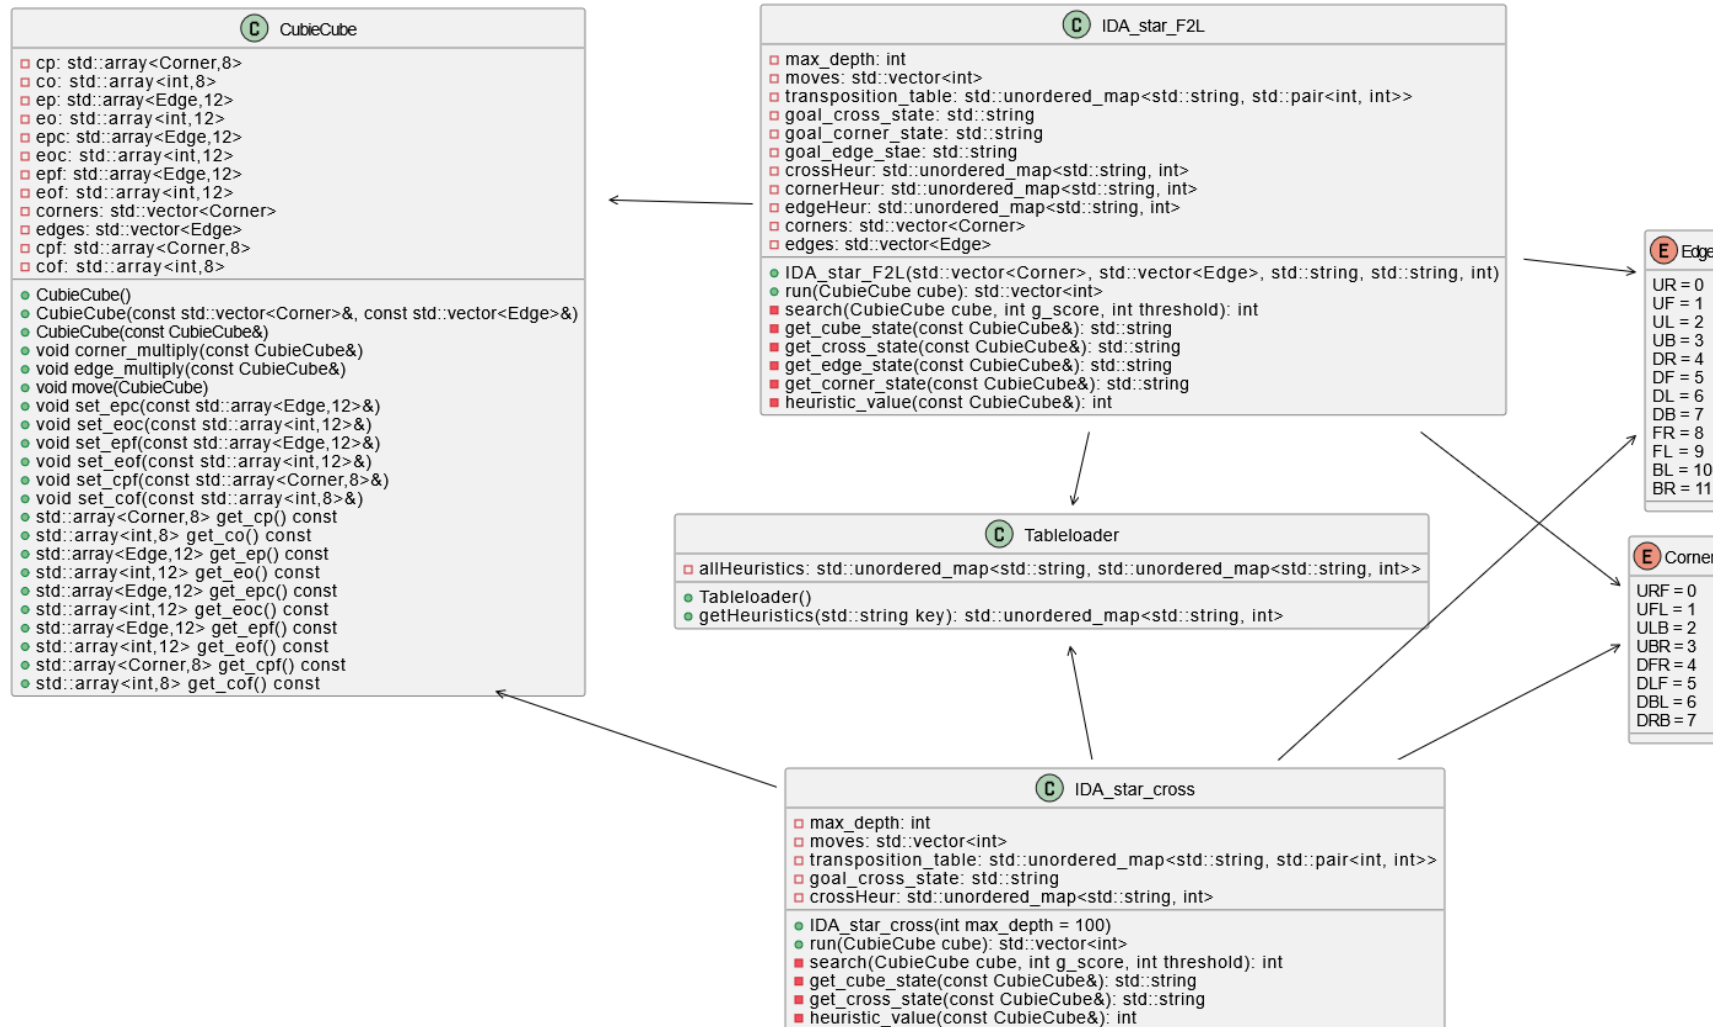 C CubieCube
cp: std::array<Corner,8>
co: std::array<int,8>
ep: std::array<Edge,12>
eo: std::array<int,12>
epc: std::array<Edge,12>
eoc: std::array<int,12>
epf: std::array<Edge,12>
eof: std::array<int,12>
corners: std::vector<Corner>
edges: std::vector<Edge>
cpf: std::array<Corner,8>
cof: std::array<int,8>
CubieCube()
CubieCube(const std::vector<Corner>&, const std::vector<Edge>&)
CubieCube(const CubieCube&)
void corner_multiply(const CubieCube&)
void edge_multiply(const CubieCube&)
void move(CubieCube)
void set_epc(const std::array<Edge,12>&)
void set_eoc(const std::array<int,12>&)
void set_epf(const std::array<Edge,12>&)
void set_eof(const std::array<int,12>&)
void set_cpf(const std::array<Corner,8>&)
void set_cof(const std::array<int,8>&)
std::array<Corner,8> get_cp() const
std::array<int,8> get_co() const
std::array<Edge,12> get_ep() const
std::array<int,12> get_eo() const
std::array<Edge,12> get_epc() const
std::array<int,12> get_eoc() const
std::array<Edge,12> get_epf() const
std::array<int,12> get_eof() const
std::array<Corner,8> get_cpf() const
std::array<int,8> get_cof() const
C IDA_star_F2L
max_depth: int
moves: std::vector<int>
transposition_table: std::unordered_map<std::string, std::pair<int, int>>
goal_cross_state: std::string
goal_corner_state: std::string
goal_edge_stae: std::string
crossHeur: std::unordered_map<std::string, int>
cornerHeur: std::unordered_map<std::string, int>
edgeHeur: std::unordered_map<std::string, int>
corners: std::vector<Corner>
edges: std::vector<Edge>
IDA_star_F2L(std::vector<Corner>, std::vector<Edge>, std::string, std::string, int)
run(CubieCube cube): std::vector<int>
search(CubieCube cube, int g_score, int threshold): int
get_cube_state(const CubieCube&): std::string
get_cross_state(const CubieCube&): std::string
get_edge_state(const CubieCube&): std::string
get_corner_state(const CubieCube&): std::string
heuristic_value(const CubieCube&): int
E Edge
UR = 0
UF = 1
UL = 2
UB = 3
DR = 4
DF = 5
DL = 6
DB = 7
FR = 8
FL = 9
BL = 10
BR = 11
C Tableloader
allHeuristics: std::unordered_map<std::string, std::unordered_map<std::string, int>>
Tableloader()
getHeuristics(std::string key): std::unordered_map<std::string, int>
E Corner
URF = 0
UFL = 1
ULB = 2
UBR = 3
DFR = 4
DLF = 5
DBL = 6
DRB = 7
C IDA_star_cross
max_depth: int
moves: std::vector<int>
transposition_table: std::unordered_map<std::string, std::pair<int, int>>
goal_cross_state: std::string
crossHeur: std::unordered_map<std::string, int>
IDA_star_cross(int max_depth = 100)
run(CubieCube cube): std::vector<int>
search(CubieCube cube, int g_score, int threshold): int
get_cube_state(const CubieCube&): std::string
get_cross_state(const CubieCube&): std::string
heuristic_value(const CubieCube&): int